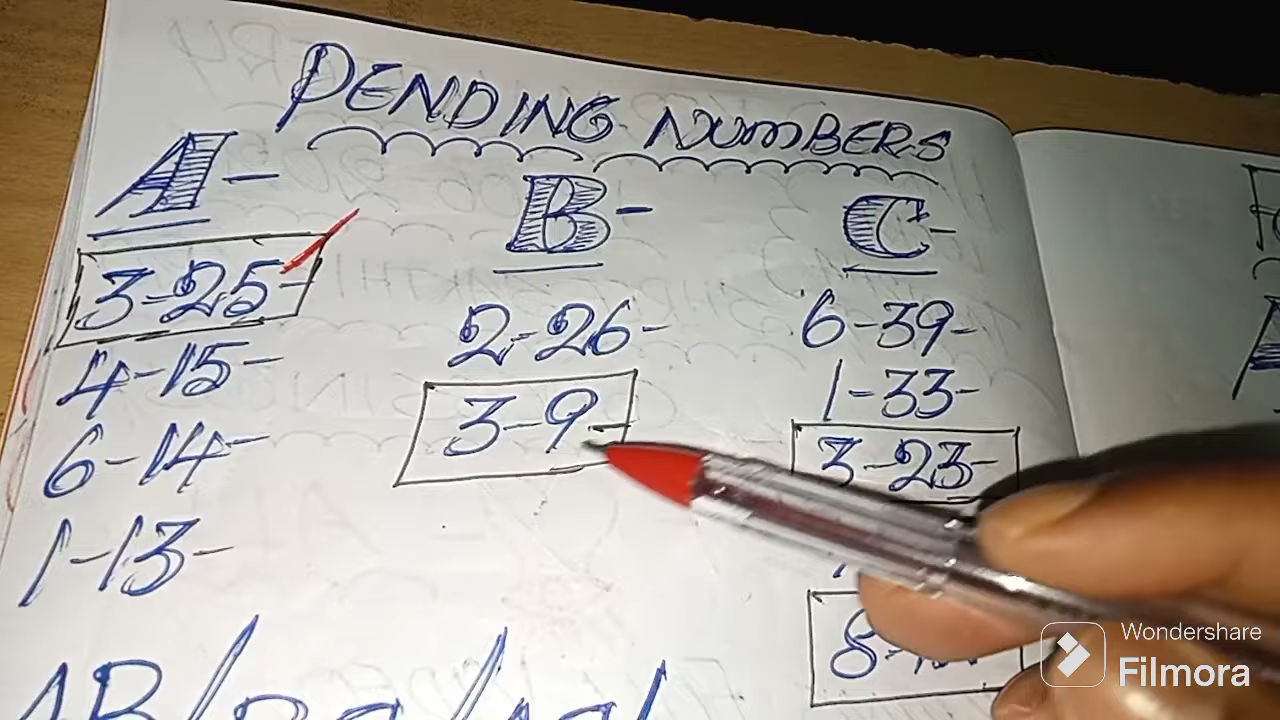 PENDING NUMBERS
A-
3-25-
4-15-
6-14-
1-13-
B-
2-26-
3-9-
C-
6-39-
1-33-
3-23-
8-
Wondershare
Filmora